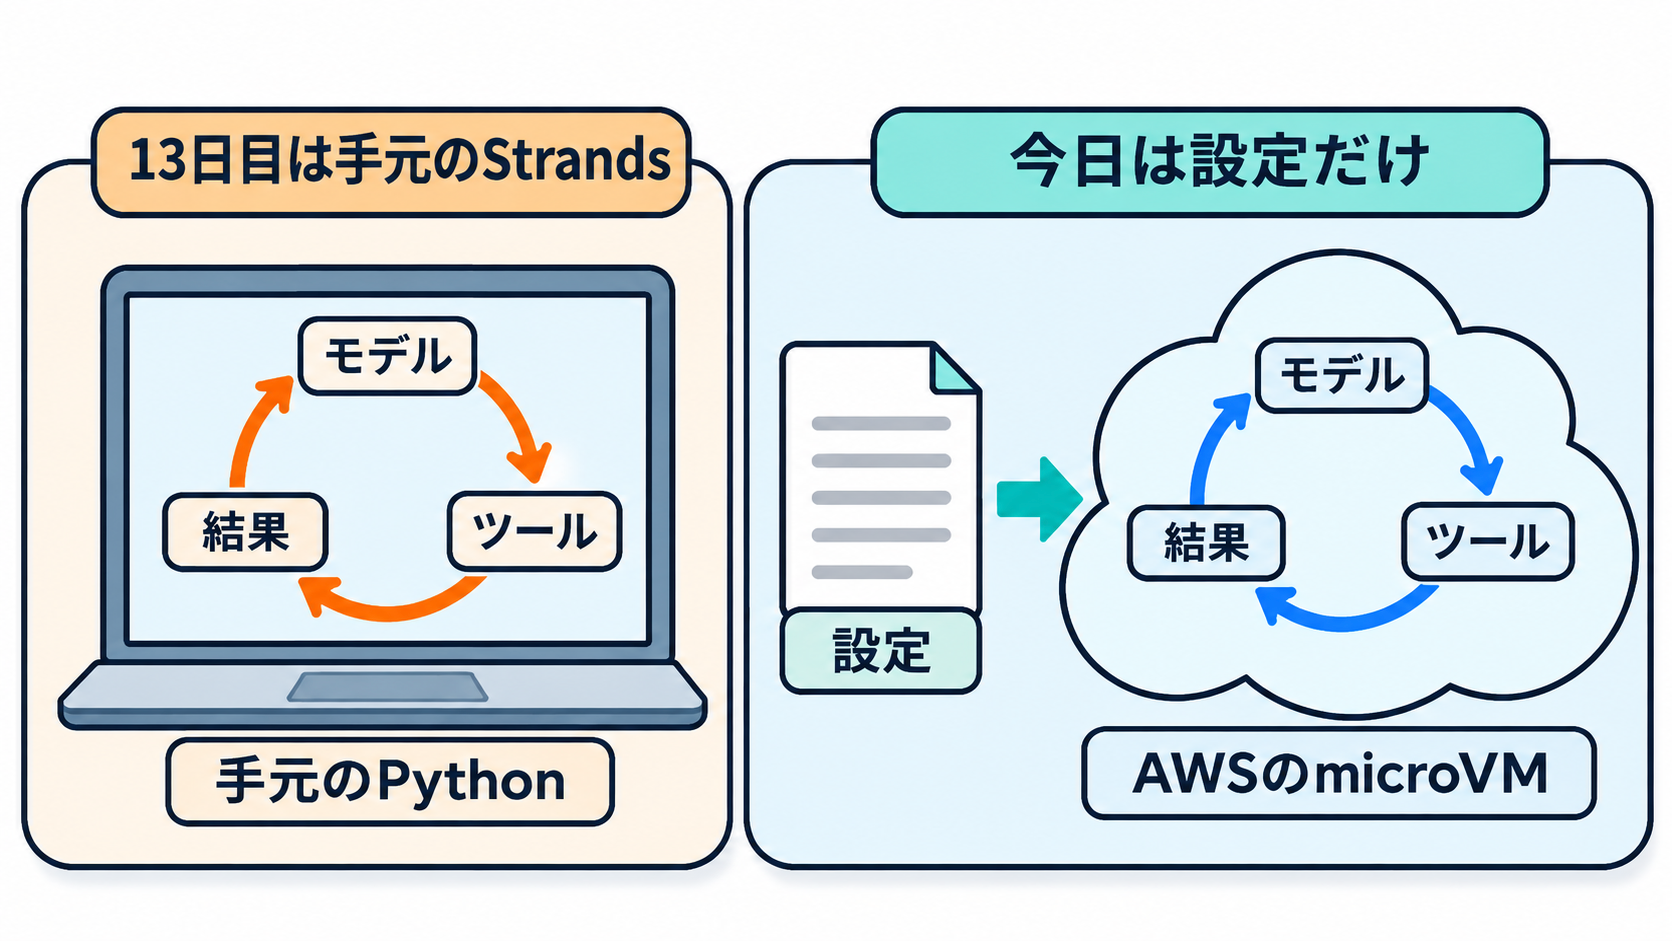 13日目は手元のStrands
モデル
結果
ツール
手元のPython
今日は設定だけ
設定
モデル
結果
ツール
AWSのmicroVM